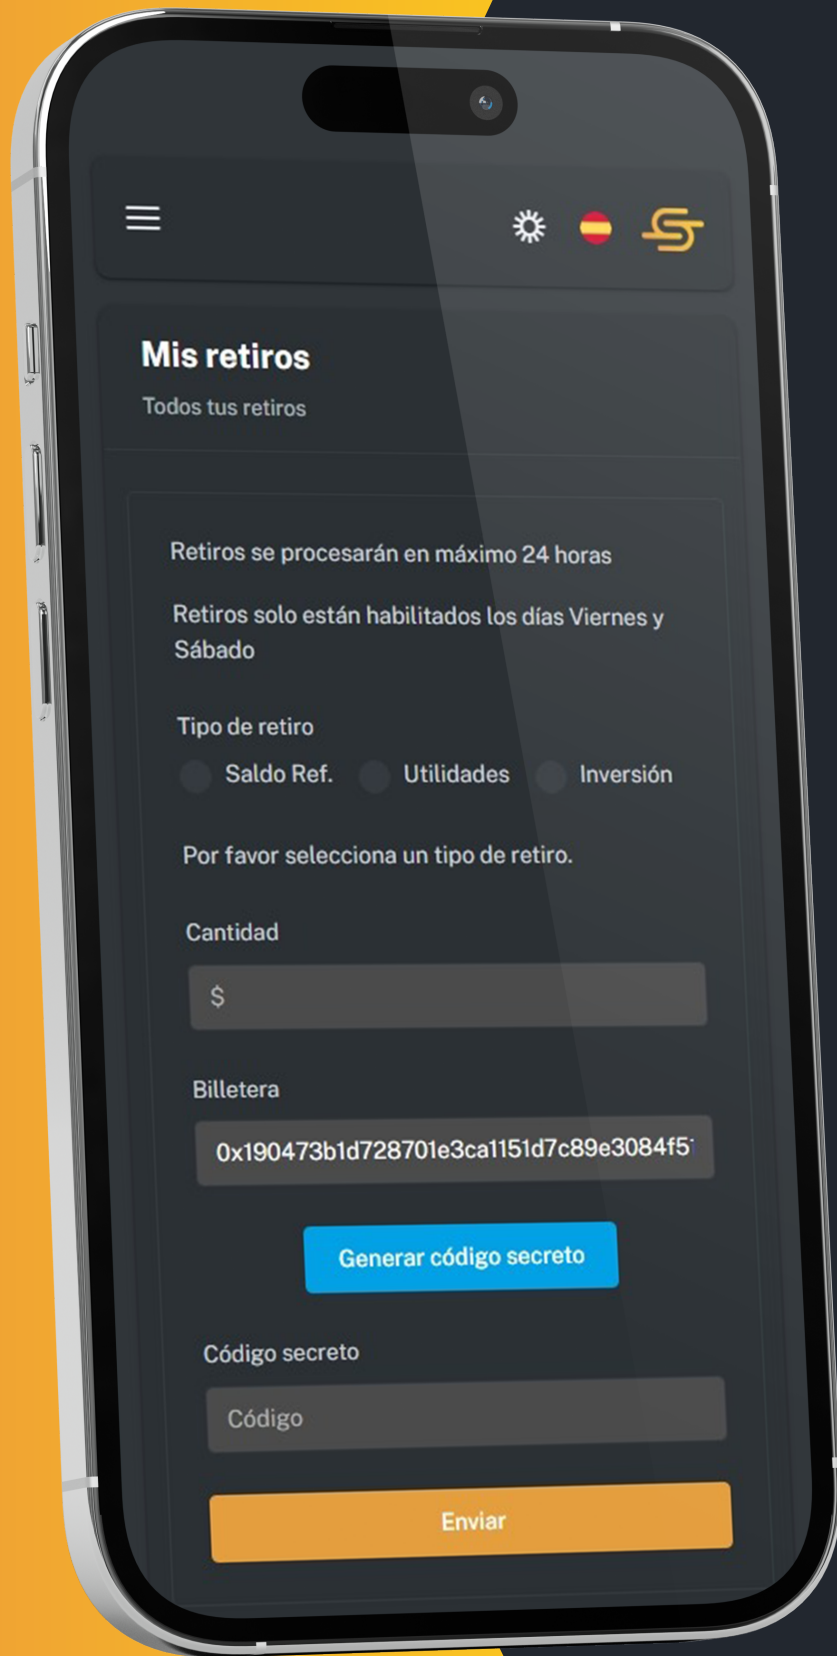 Mis retiros
Todos tus retiros
Retiros se procesarán en máximo 24 horas
Retiros solo están habilitados los días Viernes y
Sábado
Tipo de retiro
Saldo Ref. Utilidades Inversión
Por favor selecciona un tipo de retiro.
Cantidad
$
Billetera
0x190473b1d728701e3ca1151d7c89e3084f5
Generar código secreto
Código secreto
Código
Enviar